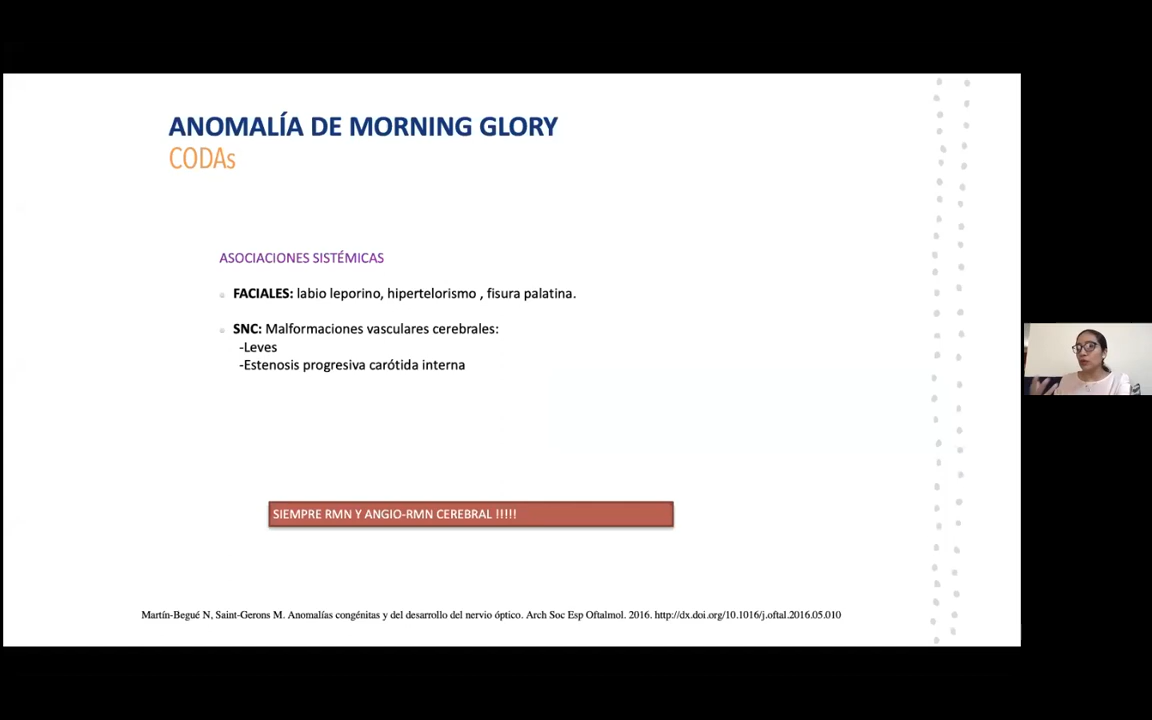 ANOMALÍA DE MORNING GLORY
CODAs
ASOCIACIONES SISTÉMICAS
FACIALES: labio leporino, hipertelorismo , fisura palatina.
SNC: Malformaciones vasculares cerebrales:
-Leves
-Estenosis progresiva carótida interna
SIEMPRE RMN Y ANGIO-RMN CEREBRAL !!!!!
Martín-Begué N, Saint-Gerons M. Anomalías congénitas y del desarrollo del nervio óptico. Arch Soc Esp Oftalmol. 2016. http://dx.doi.org/10.1016/j.oftal.2016.05.010